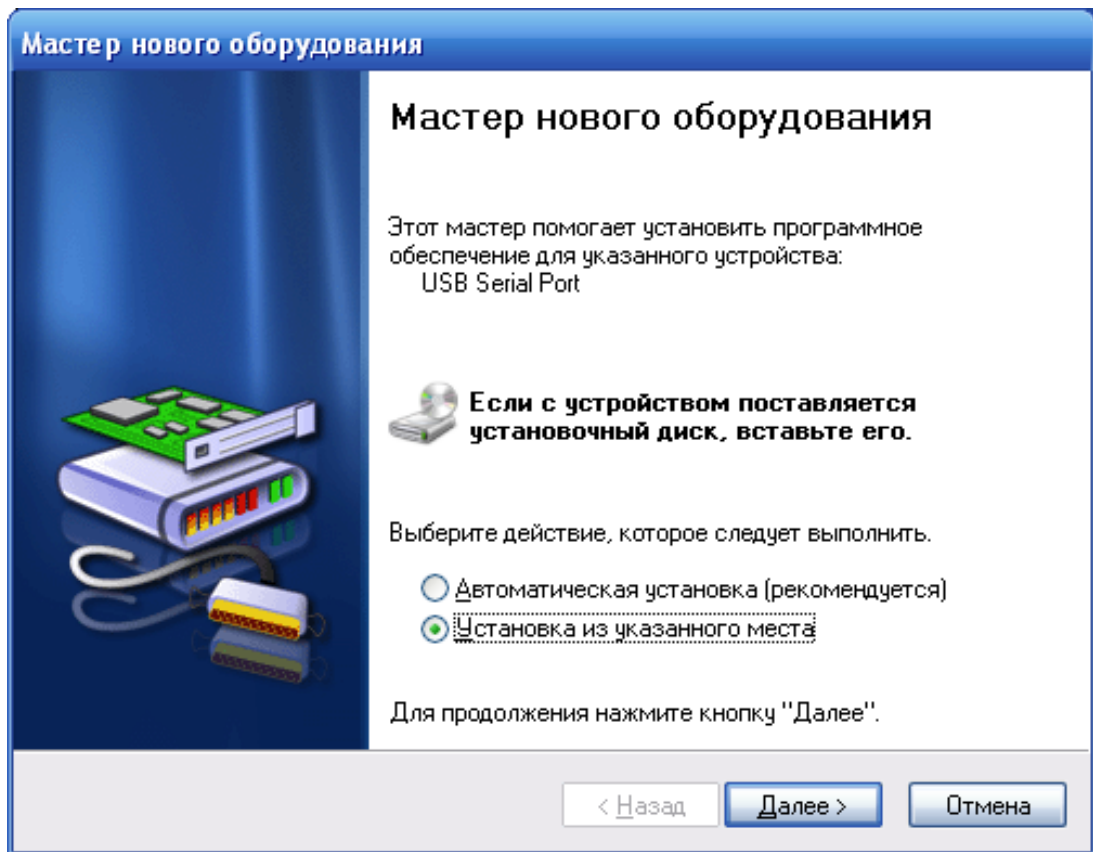 Мастер нового оборудования
Мастер нового оборудования
Этот мастер помогает установить программное
обеспечение для указанного устройства:
USB Serial Port
Если с устройством поставляется
установочный диск, вставьте его.
Выберите действие, которое следует выполнить.
Автоматическая установка (рекомендуется)
Установка из указанного места
Для продолжения нажмите кнопку "Далее".
< Назад
Далее >
Отмена